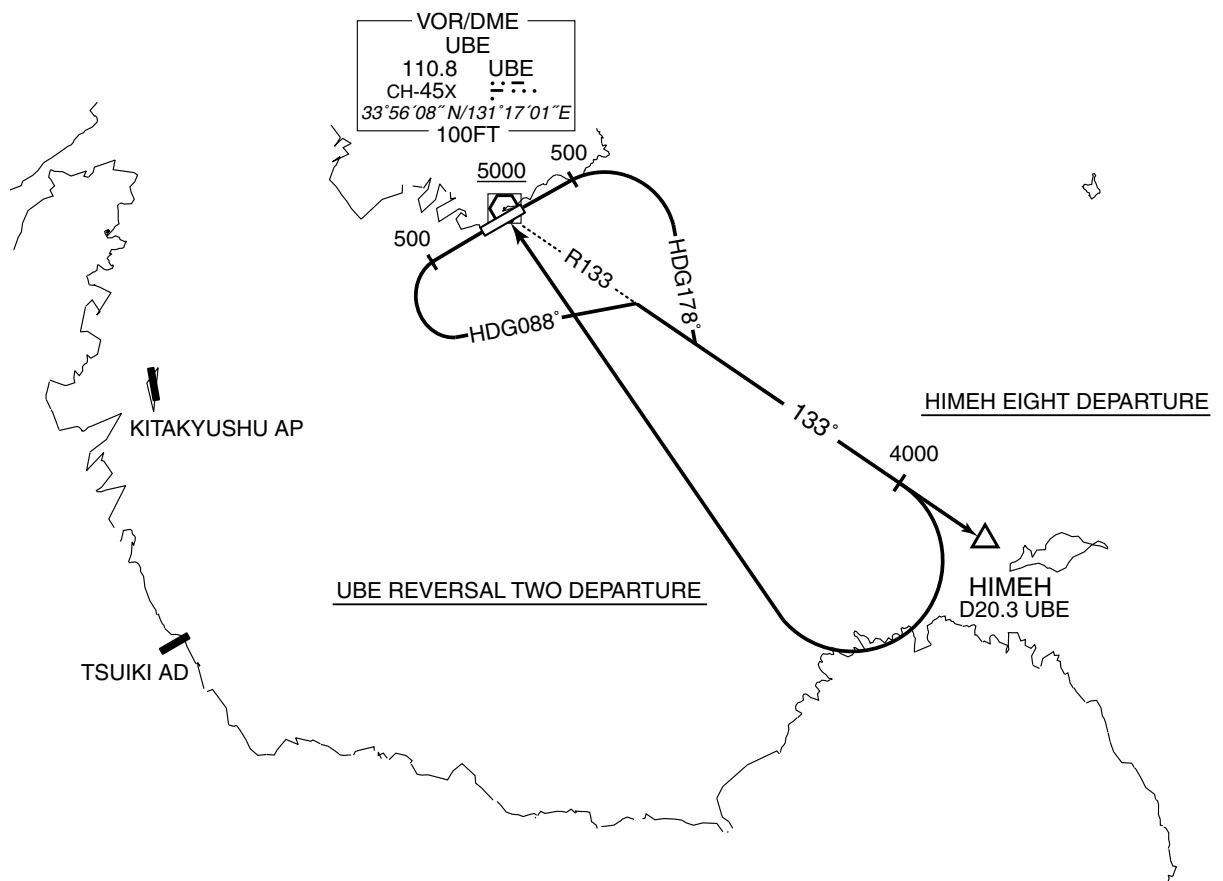 VOR/DME
UBE
110.8 UBE
CH-45X
33°56´08˝N/131°17´01˝E
100FT
5000
500
500
R133
HDG178°
HDG088°
KITAKYUSHU AP
HIMEH EIGHT DEPARTURE
133°
4000
UBE REVERSAL TWO DEPARTURE
HIMEH
D20.3 UBE
TSUIKI AD